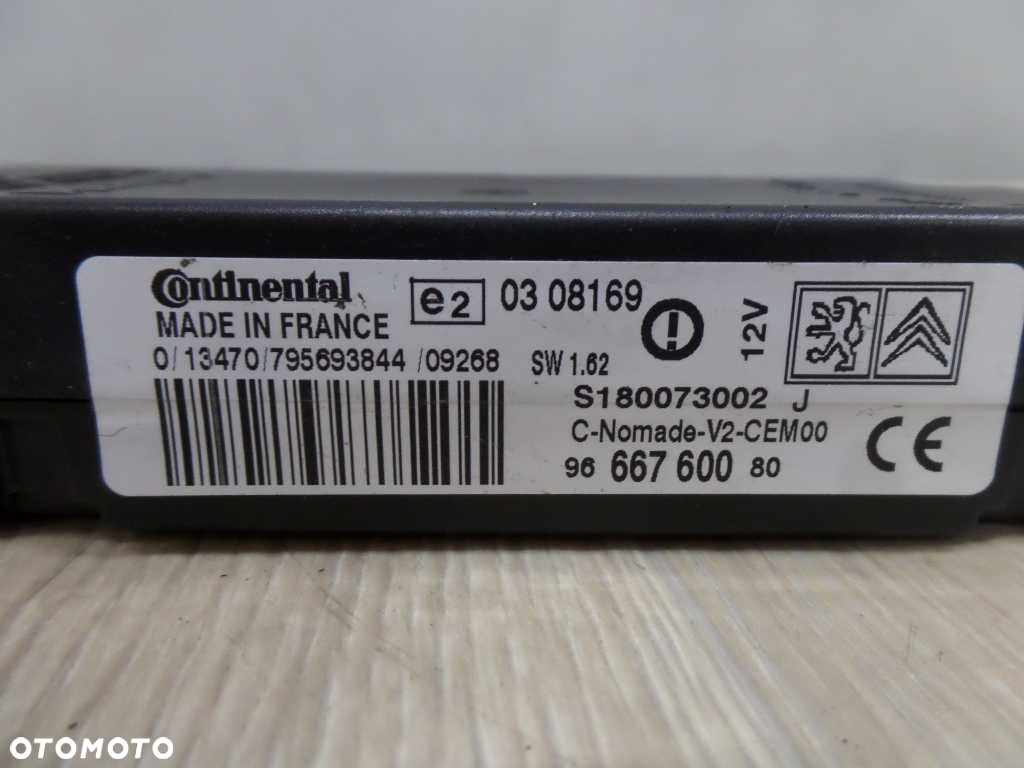 Continental
MADE IN FRANCE
e2
03 08169
12V
0/13470/795693844 /09268 SW 1.62
S180073002 J
C-Nomade-V2-CEM00
96 667 600 80
CE
OTOMOTO